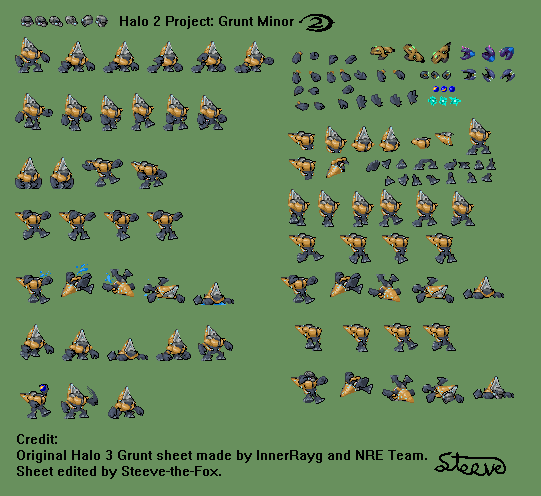 Halo 2 Project: Grunt Minor 2
Credit:
Original Halo 3 Grunt sheet made by InnerRayg and NRE Team.
Sheet edited by Steeve-the-Fox.
Steeve